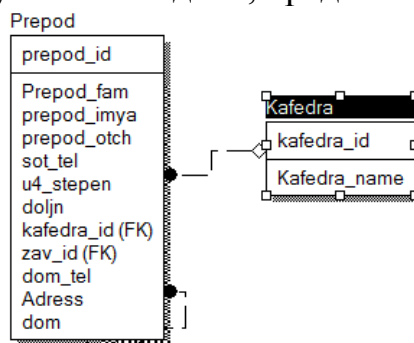 Prepod
prepod_id
Prepod_fam
prepod_imya
prepod_otch
sot_tel
u4_stepen
doljn
kafedra_id (FK)
zav_id (FK)
dom_tel
Adress
dom
Kafedra
kafedra_id
Kafedra_name